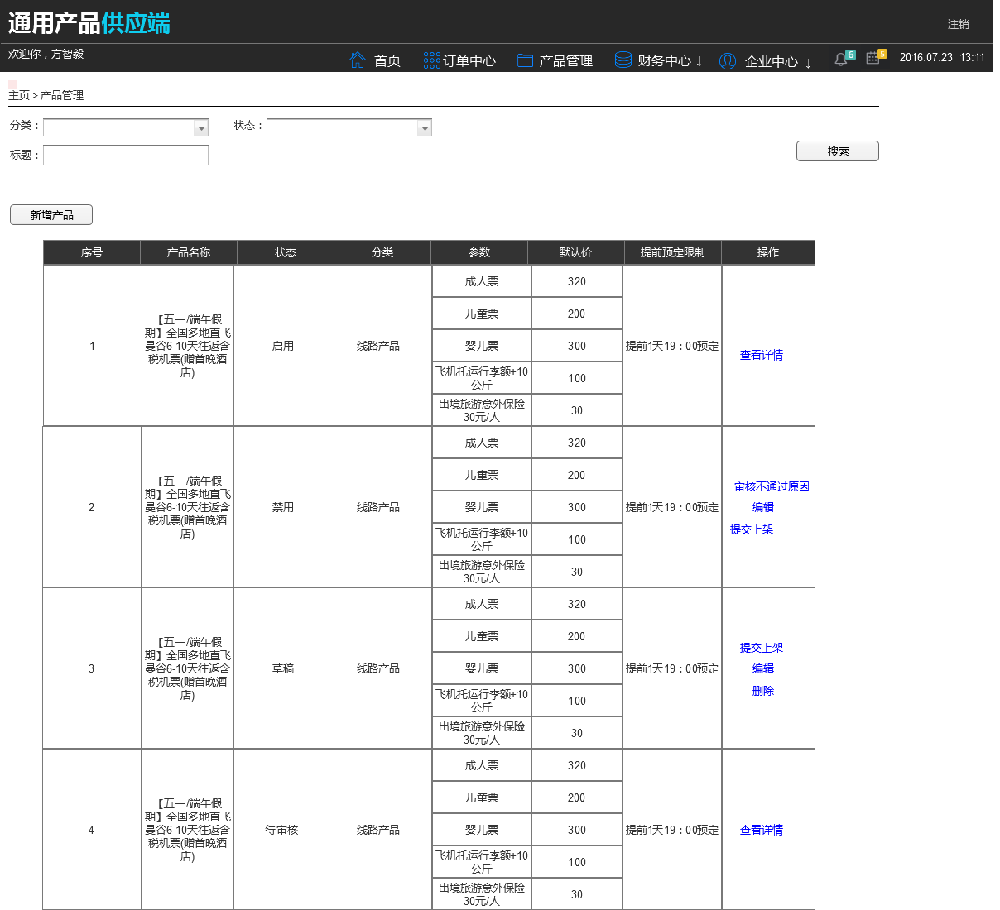 通用产品供应端
注销
欢迎你，方智毅
首页 订单中心 产品管理 财务中心 ↓ 企业中心 ↓ 6 5 2016.07.23 13:11
主页 > 产品管理
分类： 状态：
标题：
搜索
新增产品
序号 产品名称 状态 分类 参数 默认价 提前预定限制 操作
1
【五一/端午假
期】全国多地直飞
曼谷6-10天往返含
税机票(赠首晚酒
店)
启用
线路产品
成人票 320
儿童票 200
婴儿票 300
飞机托运行李额+10
公斤
100
出境旅游意外保险
30元/人
30
提前1天19：00预定
查看详情
2
【五一/端午假
期】全国多地直飞
曼谷6-10天往返含
税机票(赠首晚酒
店)
禁用
线路产品
成人票 320
儿童票 200
婴儿票 300
飞机托运行李额+10
公斤
100
出境旅游意外保险
30元/人
30
提前1天19：00预定
审核不通过原因
编辑
提交上架
3
【五一/端午假
期】全国多地直飞
曼谷6-10天往返含
税机票(赠首晚酒
店)
草稿
线路产品
成人票 320
儿童票 200
婴儿票 300
飞机托运行李额+10
公斤
100
出境旅游意外保险
30元/人
30
提前1天19：00预定
提交上架
编辑
删除
4
【五一/端午假
期】全国多地直飞
曼谷6-10天往返含
税机票(赠首晚酒
店)
待审核
线路产品
成人票 320
儿童票 200
婴儿票 300
飞机托运行李额+10
公斤
100
出境旅游意外保险
30元/人
30
提前1天19：00预定
查看详情